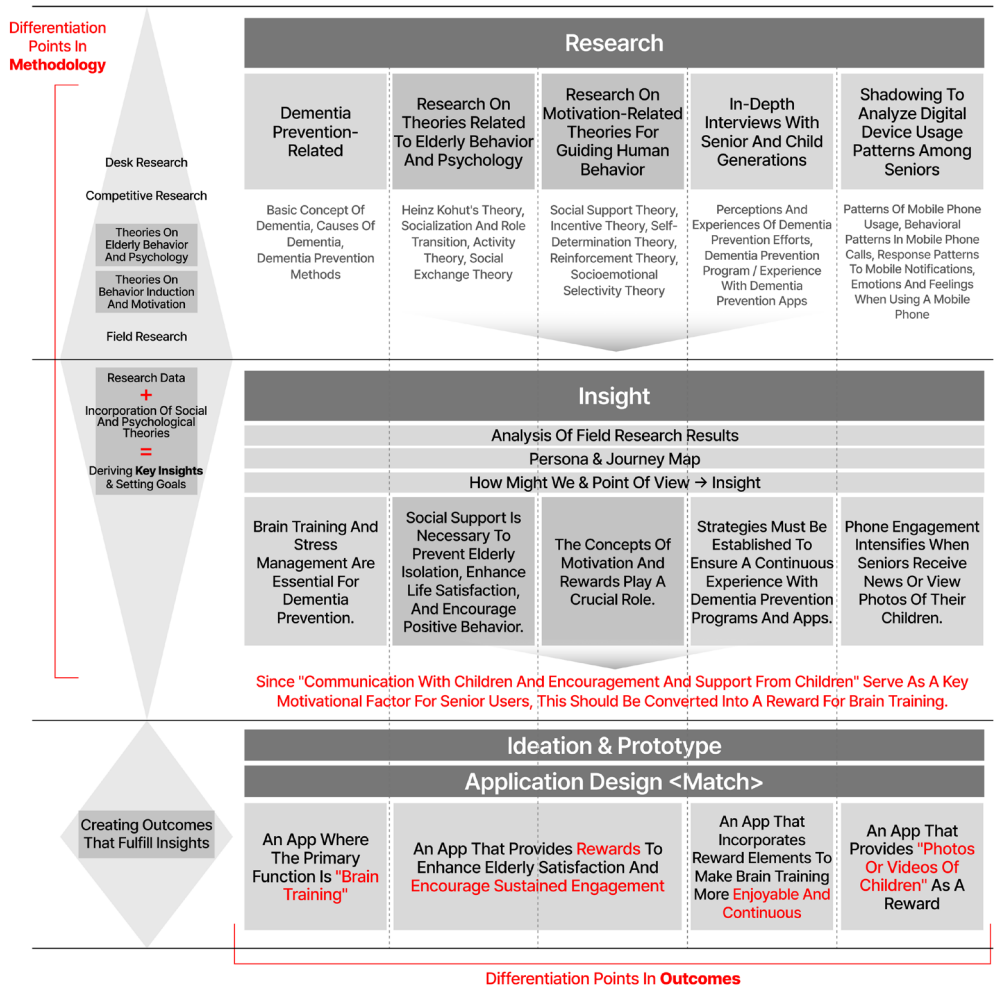 Differentiation
Points In
Methodology
Desk Research
Competitive Research
Theories On
Elderly Behavior
And Psychology
Theories On
Behavior Induction
And Motivation
Field Research
Research
Dementia
Prevention-
Related
Research On
Theories Related
To Elderly Behavior
And Psychology
Research On
Motivation-Related
Theories For
Guiding Human
Behavior
In-Depth
Interviews With
Senior And Child
Generations
Shadowing To
Analyze Digital
Device Usage
Patterns Among
Seniors
Basic Concept Of
Dementia, Causes Of
Dementia,
Dementia Prevention
Methods
Heinz Kohut's Theory,
Socialization And Role
Transition, Activity
Theory, Social
Exchange Theory
Social Support Theory,
Incentive Theory, Self-
Determination Theory,
Reinforcement Theory,
Socioemotional
Selectivity Theory
Perceptions And
Experiences Of Dementia
Prevention Efforts,
Dementia Prevention
Program / Experience
With Dementia
Prevention Apps
Patterns Of Mobile Phone
Usage, Behavioral
Patterns In Mobile Phone
Calls, Response Patterns
To Mobile Notifications,
Emotions And Feelings
When Using A Mobile
Phone
Research Data
+
Incorporation Of Social
And Psychological
Theories
=
Deriving Key Insights
& Setting Goals
Insight
Analysis Of Field Research Results
Persona & Journey Map
How Might We & Point Of View → Insight
Brain Training And
Stress
Management Are
Essential For
Dementia
Prevention.
Social Support Is
Necessary To
Prevent Elderly
Isolation, Enhance
Life Satisfaction,
And Encourage
Positive Behavior.
The Concepts Of
Motivation And
Rewards Play A
Crucial Role.
Strategies Must Be
Established To
Ensure A Continuous
Experience With
Dementia Prevention
Programs And Apps.
Phone Engagement
Intensifies When
Seniors Receive
News Or View
Photos Of Their
Children.
Since "Communication With Children And Encouragement And Support From Children" Serve As A Key
Motivational Factor For Senior Users, This Should Be Converted Into A Reward For Brain Training.
Creating Outcomes
That Fulfill Insights
Ideation & Prototype
Application Design <Match>
An App Where
The Primary
Function Is "Brain
Training"
An App That Provides Rewards To
Enhance Elderly Satisfaction And
Encourage Sustained Engagement
An App That
Incorporates
Reward Elements To
Make Brain Training
More Enjoyable And
Continuous
An App That
Provides "Photos
Or Videos Of
Children" As A
Reward
Differentiation Points In Outcomes